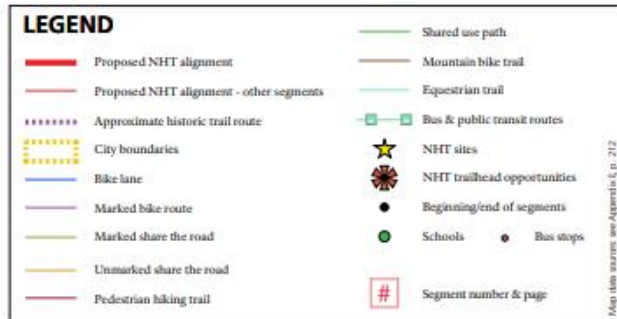 LEGEND
Proposed NHT alignment
Proposed NHT alignment - other segments
Approximate historic trail route
City boundaries
Bike lane
Marked bike route
Marked share the road
Unmarked share the road
Pedestrian hiking trail
Shared use path
Mountain bike trail
Equestrian trail
Bus & public transit routes
NHT sites
NHT trailhead opportunities
Beginning/end of segments
Schools
Bus stops
#
Segment number & page
Map data sources: see Appendix E, p. 212